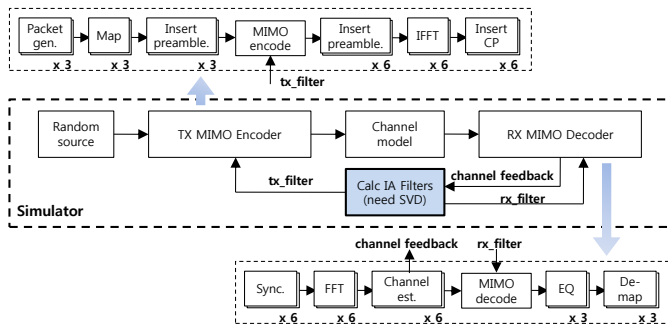 Packet
gen.
Map
Insert
preamble.
MIMO
encode
Insert
preamble.
IFFT
Insert
CP
x 3
x 3
x 3
x 6
x 6
x 6
tx_filter
Random
source
TX MIMO Encoder
Channel
model
RX MIMO Decoder
tx_filter
Calc IA Filters
(need SVD)
channel feedback
rx_filter
Simulator
channel feedback
rx_filter
Sync.
FFT
Channel
est.
MIMO
decode
EQ
De-
map
x 6
x 6
x 6
x 3
x 3